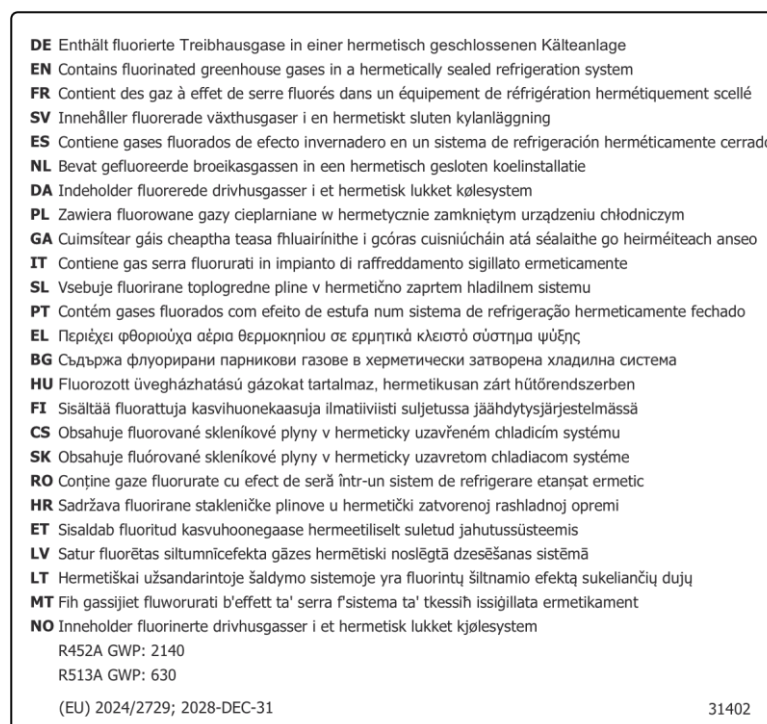 DE Enthält fluorierte Treibhausgase in einer hermetisch geschlossenen Kälteanlage
EN Contains fluorinated greenhouse gases in a hermetically sealed refrigeration system
FR Contient des gaz à effet de serre fluorés dans un équipement de réfrigération hermétiquement scellé
SV Innehåller fluorerade växthusgaser i en hermetiskt sluten kylanläggning
ES Contiene gases fluorados de efecto invernadero en un sistema de refrigeración herméticamente cerrado
NL Bevat gefluoreerde broeikasgassen in een hermetisch gesloten koelinstallatie
DA Indeholder fluorerede drivhusgasser i et hermetisk lukket kølesystem
PL Zawiera fluorowane gazy cieplarniane w hermetycznie zamkniętym urządzeniu chłodniczym
GA Cuimsítear gáis cheaptha teasa fhluairínithe i gcóras cuisniúcháin atá séalaithe go heirméiteach anseo
IT Contiene gas serra fluorurati in impianto di raffreddamento sigillato ermeticamente
SL Vsebuje fluorirane toplogredne pline v hermetično zaprtem hladilnem sistemu
PT Contém gases fluorados com efeito de estufa num sistema de refrigeração hermeticamente fechado
EL Περιέχει φθοριούχα αέρια θερμοκηπίου σε ερμητικά κλειστό σύστημα ψύξης
BG Съдържа флуорирани парникови газове в херметически затворена хладилна система
HU Fluorozott üvegházhatású gázokat tartalmaz, hermetikusan zárt hűtőrendszerben
FI Sisältää fluorattuja kasvihuonekaasuja ilmatiiviisti suljetussa jäähdytysjärjestelmässä
CS Obsahuje fluorované skleníkové plyny v hermeticky uzavřeném chladicím systému
SK Obsahuje fluórované skleníkové plyny v hermeticky uzavretom chladiacom systéme
RO Conține gaze fluorurate cu efect de seră într-un sistem de refrigerare etanșat ermetic
HR Sadržava fluorirane stakleničke plinove u hermetički zatvorenoj rashladnoj opremi
ET Sisaldab fluoritud kasvuhoonegaase hermeetiliselt suletud jahutussüsteemis
LV Satur fluorētas siltumnīcefekta gāzes hermētiski noslēgtā dzesēšanas sistēmā
LT Hermetiškai užsandarintoje šaldymo sistemoje yra fluorintų šiltnamio efektą sukeliančių dujų
MT Fih gassijiet fluworurati b'effett ta' serra f'sistema ta' tkessiħ issiġillata ermetikament
NO Inneholder fluorinerte drivhusgasser i et hermetisk lukket kjølesystem
R452A GWP: 2140
R513A GWP: 630
(EU) 2024/2729; 2028-DEC-31
31402